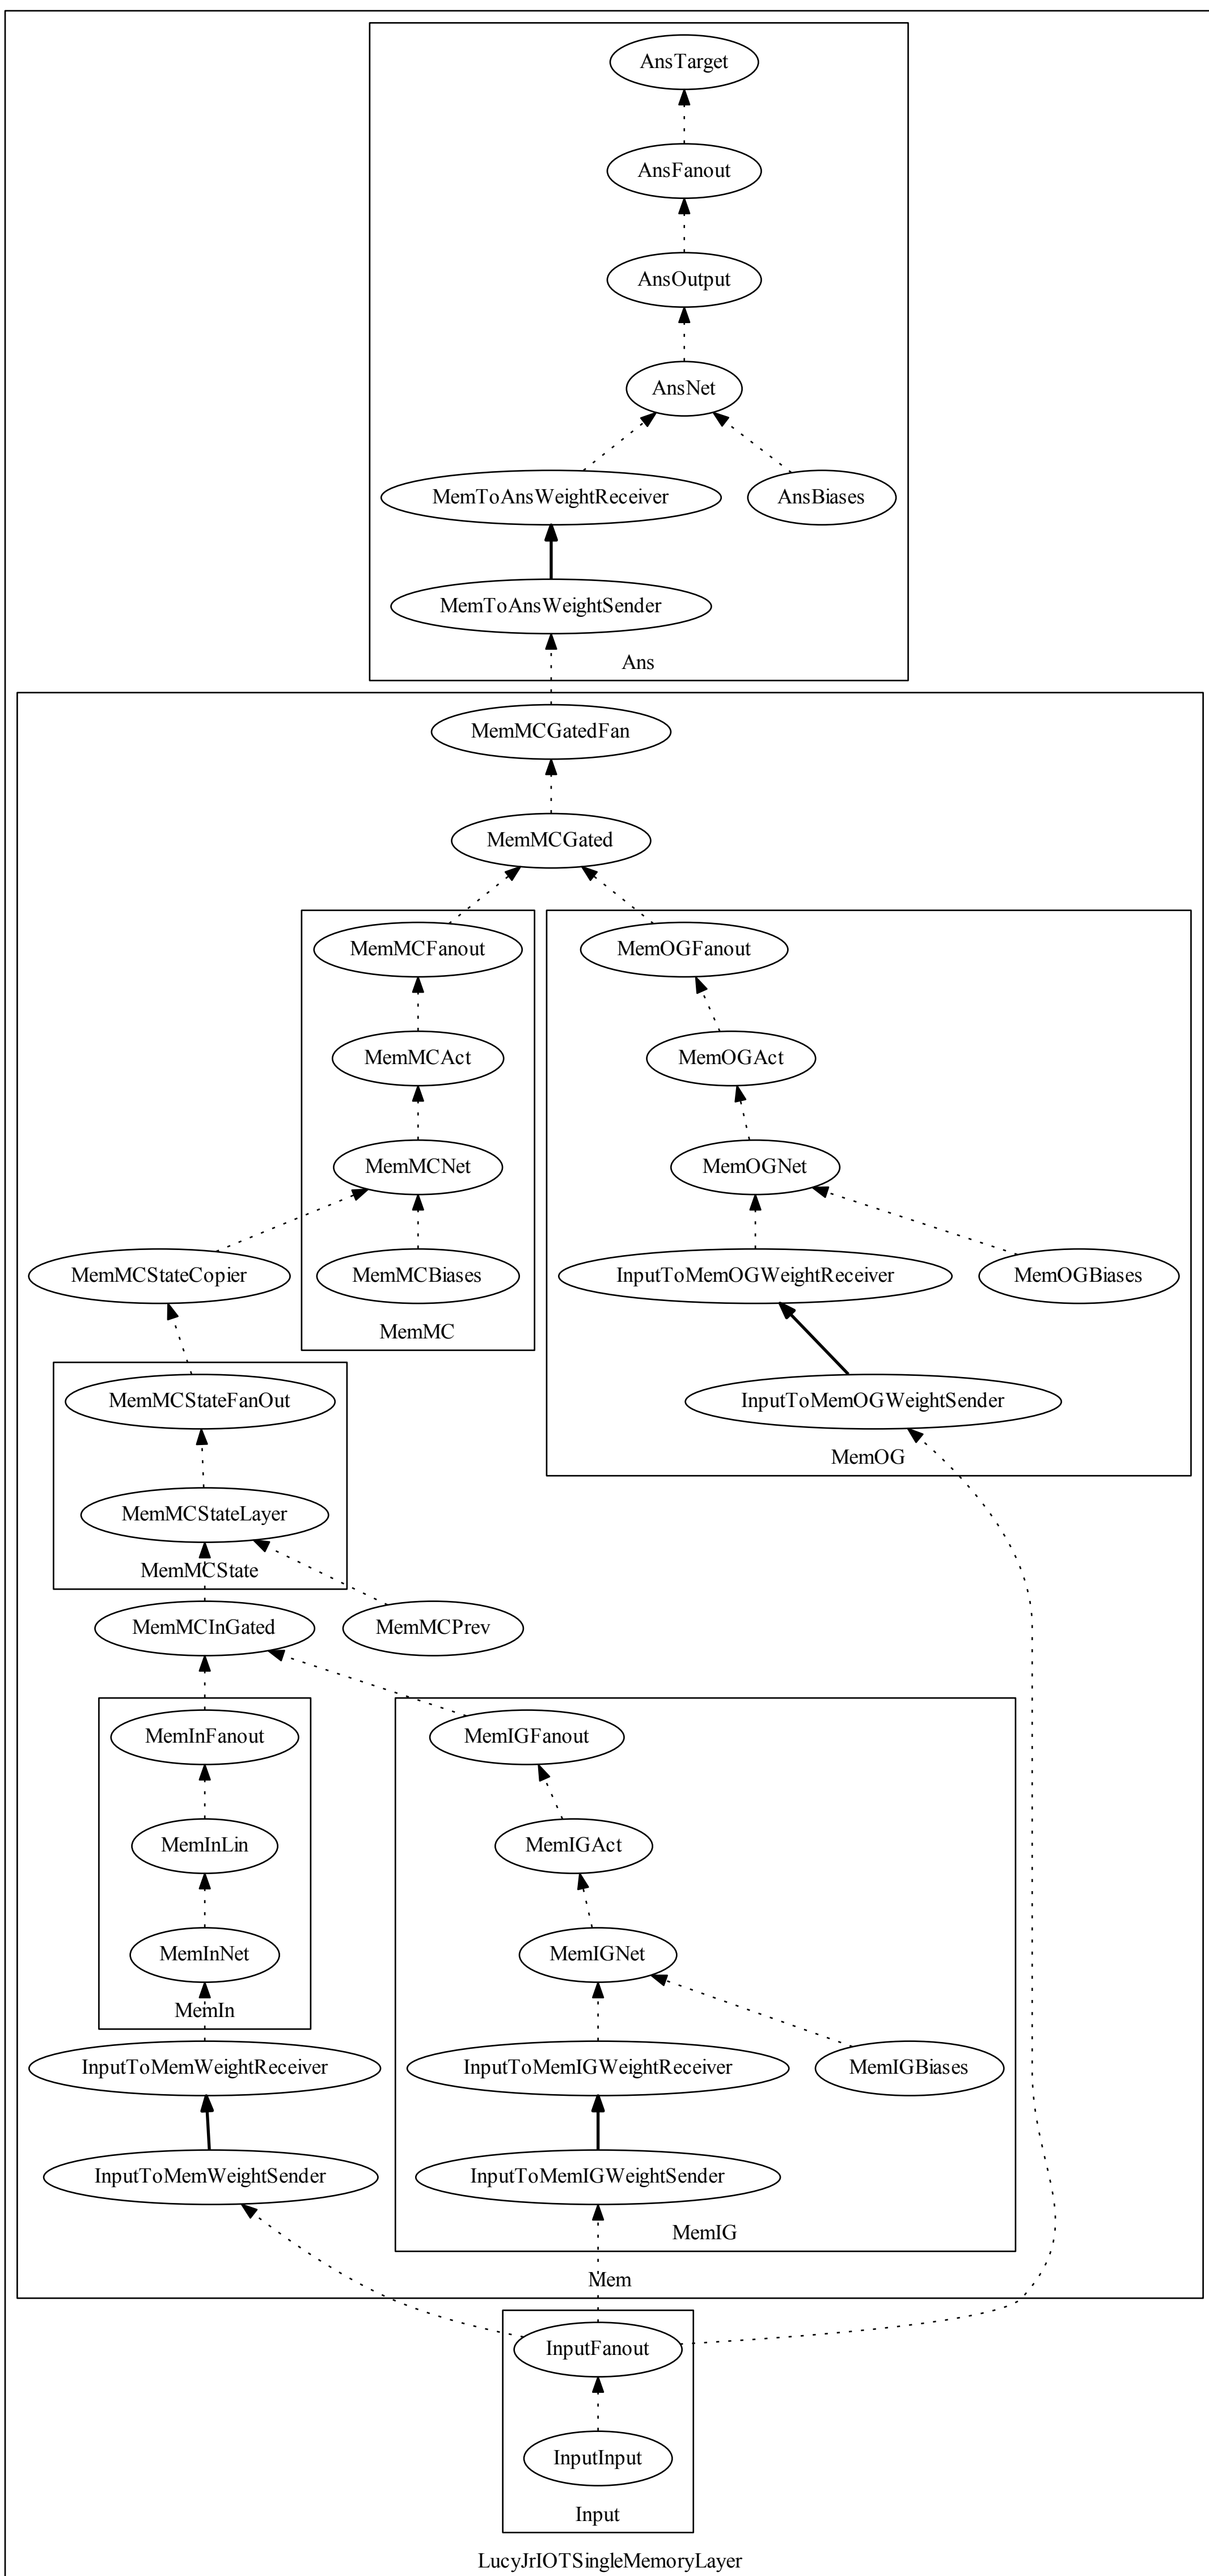 AnsTarget
AnsFanout
AnsOutput
AnsNet
MemToAnsWeightReceiver
AnsBiases
MemToAnsWeightSender
Ans
MemMCGatedFan
MemMCGated
MemMCFanout
MemOGFanout
MemMCAct
MemOGAct
MemMCNet
MemOGNet
MemMCStateCopier
MemMCBiases
InputToMemOGWeightReceiver
MemOGBiases
MemMC
MemMCStateFanOut
InputToMemOGWeightSender
MemOG
MemMCStateLayer
MemMCState
MemMCInGated
MemMCPrev
MemInFanout
MemIGFanout
MemInLin
MemIGAct
MemInNet
MemIGNet
MemIn
InputToMemWeightReceiver
InputToMemIGWeightReceiver
MemIGBiases
InputToMemWeightSender
InputToMemIGWeightSender
MemIG
Mem
InputFanout
InputInput
Input
LucyJrIOTSingleMemoryLayer